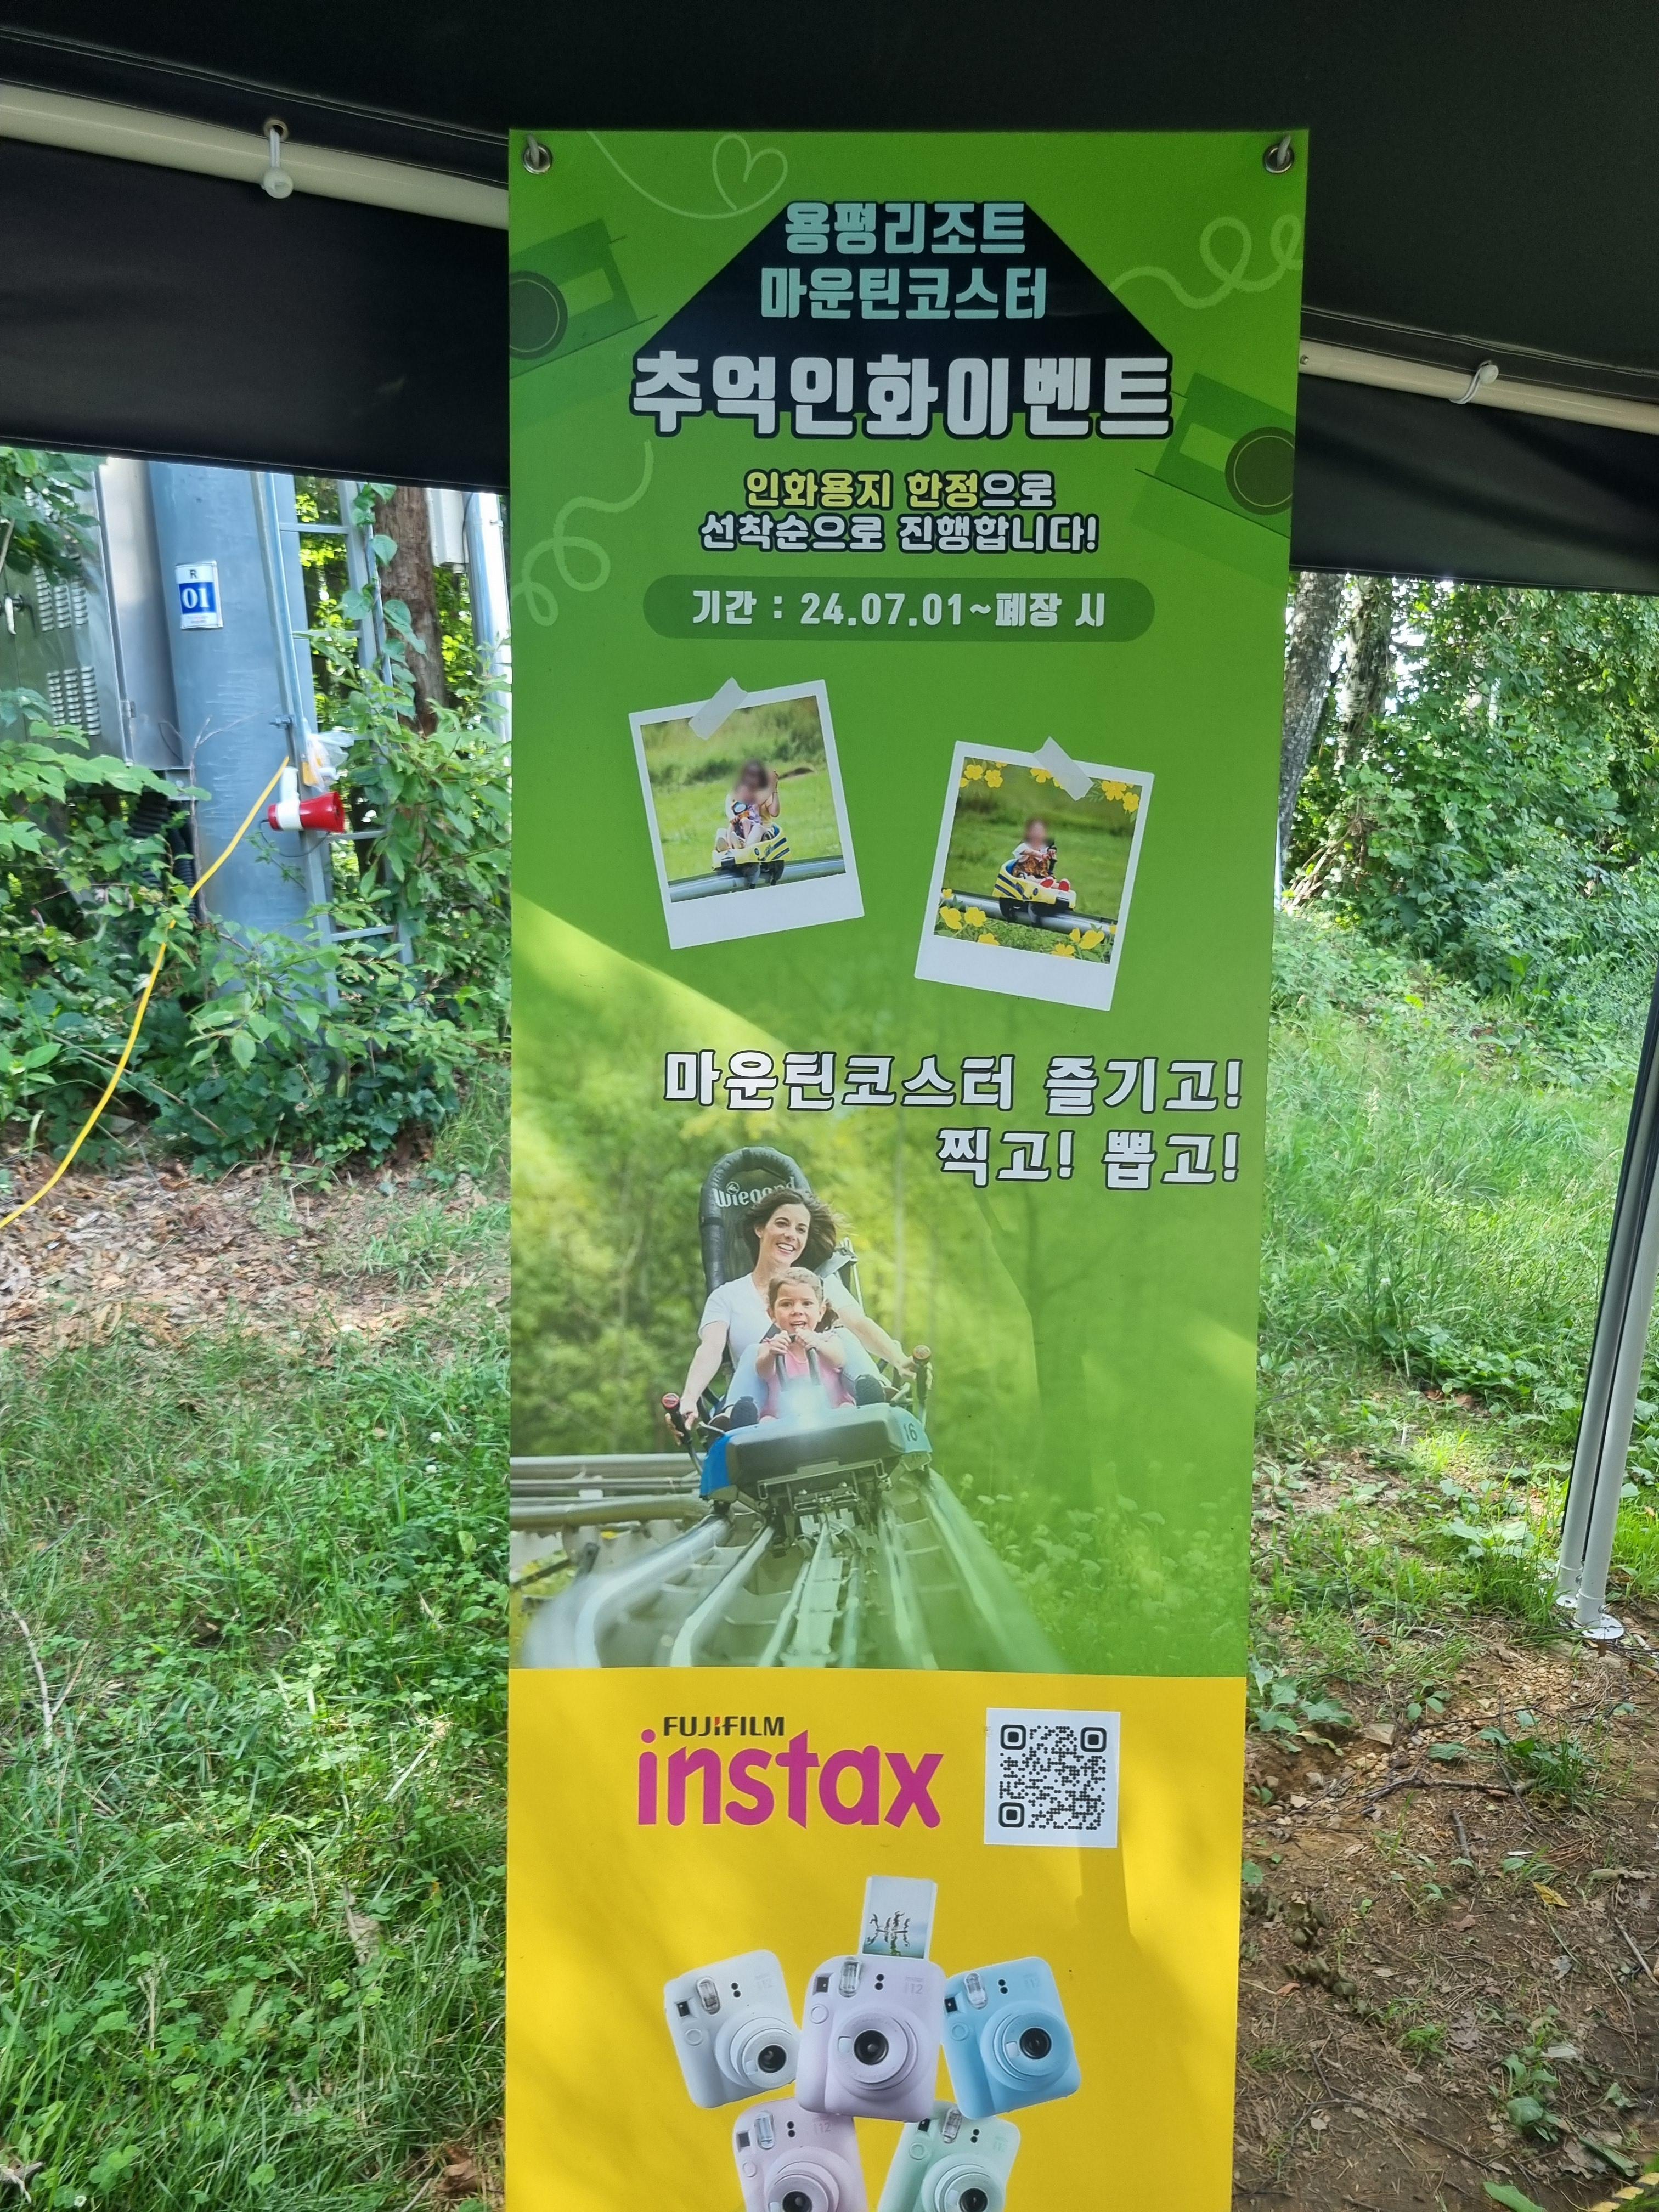 용평리조트
마운틴코스터
추억인화이벤트
인화용지 한정으로
선착순으로 진행합니다!
기간 : 24.07.01~폐장 시
R
01
마운틴코스터 즐기고!
찍고! 뽑고!
Wiegand
16
FUJIFILM
instax